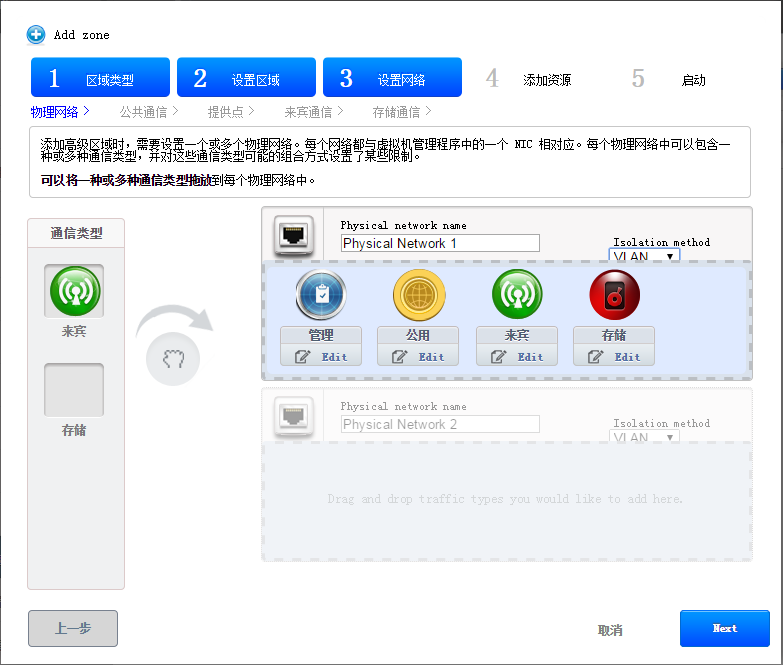 Add zone
1 区域类型 2 设置区域 3 设置网络 4 添加资源 5 启动
物理网络 公共通信 提供点 来宾通信 存储通信
添加高级区域时，需要设置一个或多个物理网络。每个网络都与虚拟机管理程序中的一个 NIC 相对应。每个物理网络中可以包含一
种或多种通信类型，并对这些通信类型可能的组合方式设置了某些限制。
可以将一种或多种通信类型拖放到每个物理网络中。
通信类型
来宾
存储
Physical network name
Physical Network 1
Isolation method
VLAN
管理 公用 来宾 存储
Edit Edit Edit Edit
Physical network name
Physical Network 2
Isolation method
VLAN
Drag and drop traffic types you would like to add here.
上一步 取消 Next